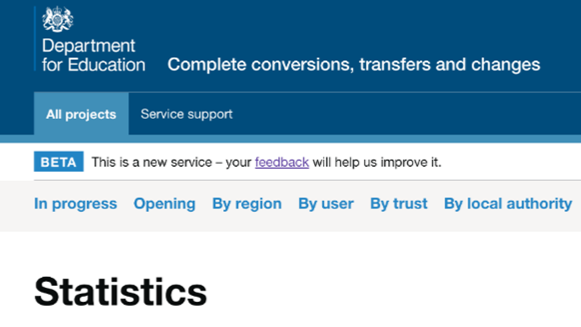 Department
for Education
Complete conversions, transfers and changes
All projects
Service support
BETA This is a new service – your feedback will help us improve it.
In progress Opening By region By user By trust By local authority
Statistics